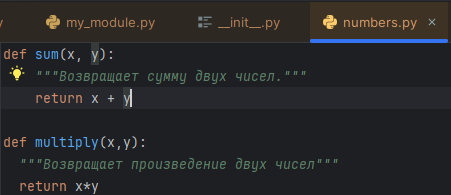 my_module.py __init__.py numbers.py ×
def sum(x, y):
    """Возвращает сумму двух чисел."""
    return x + y
def multiply(x,y):
  """Возвращает произведение двух чисел"""
  return x*y